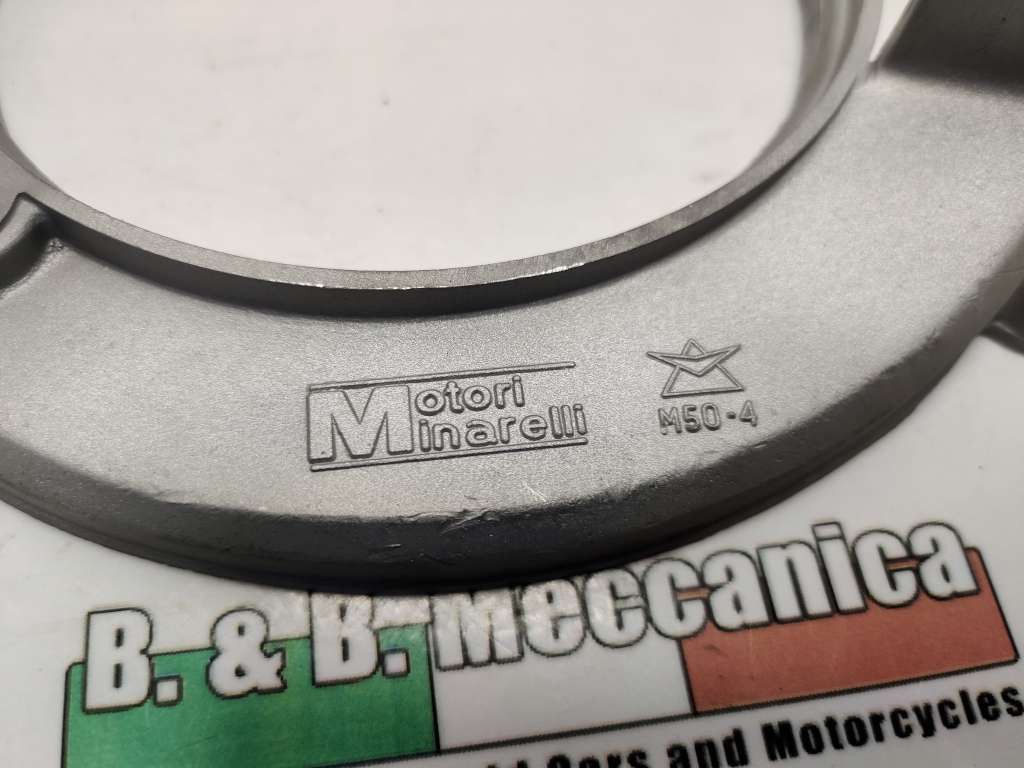 Motori
Minarelli
M50-4
B. & B. Meccanica
Cars and Motorcycles